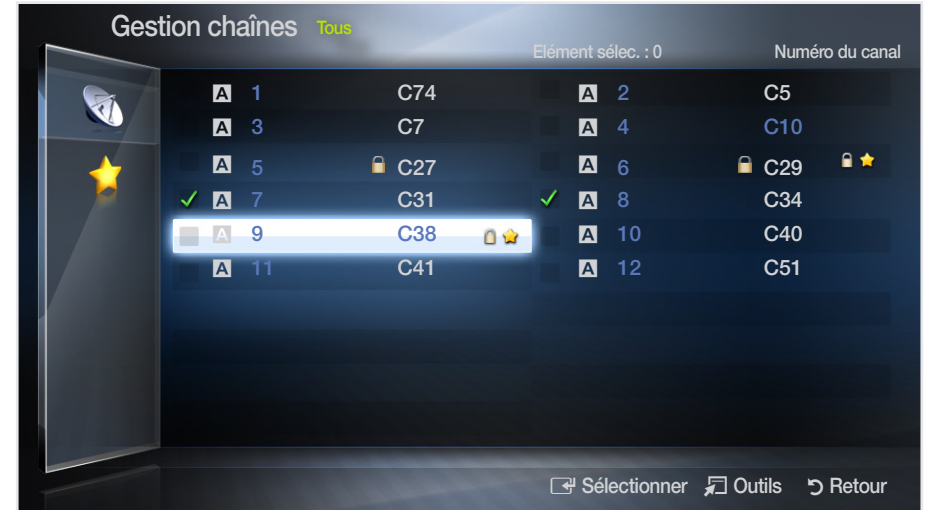 Gestion chaînes Tous
Elément sélec. : 0 Numéro du canal
A 1 C74 A 2 C5
A 3 C7 A 4 C10
A 5 C27 A 6 C29
A 7 C31 A 8 C34
A 9 C38 A 10 C40
A 11 C41 A 12 C51
Sélectionner Outils Retour